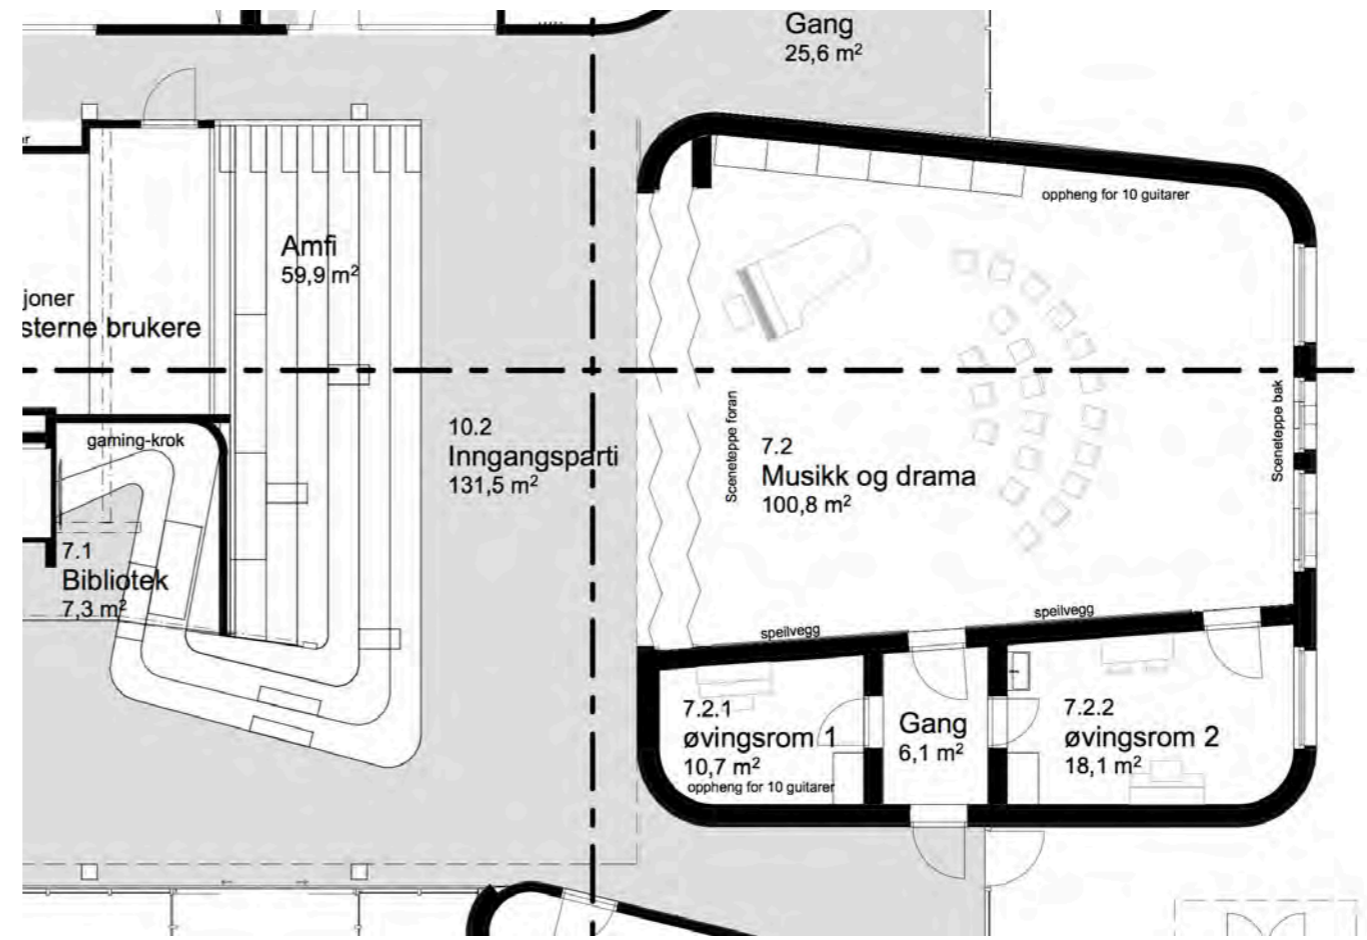 Gang
25,6 m²
oppheng for 10 guitarer
Amfi
59,9 m²
joner
sterne brukere
gaming-krok
7.1
Bibliotek
7,3 m²
10.2
Inngangsparti
131,5 m²
Sceneteppe foran
7.2
Musikk og drama
100,8 m²
Sceneteppe bak
speilvegg
speilvegg
7.2.1
øvingsrom 1
10,7 m²
oppheng for 10 guitarer
Gang
6,1 m²
7.2.2
øvingsrom 2
18,1 m²